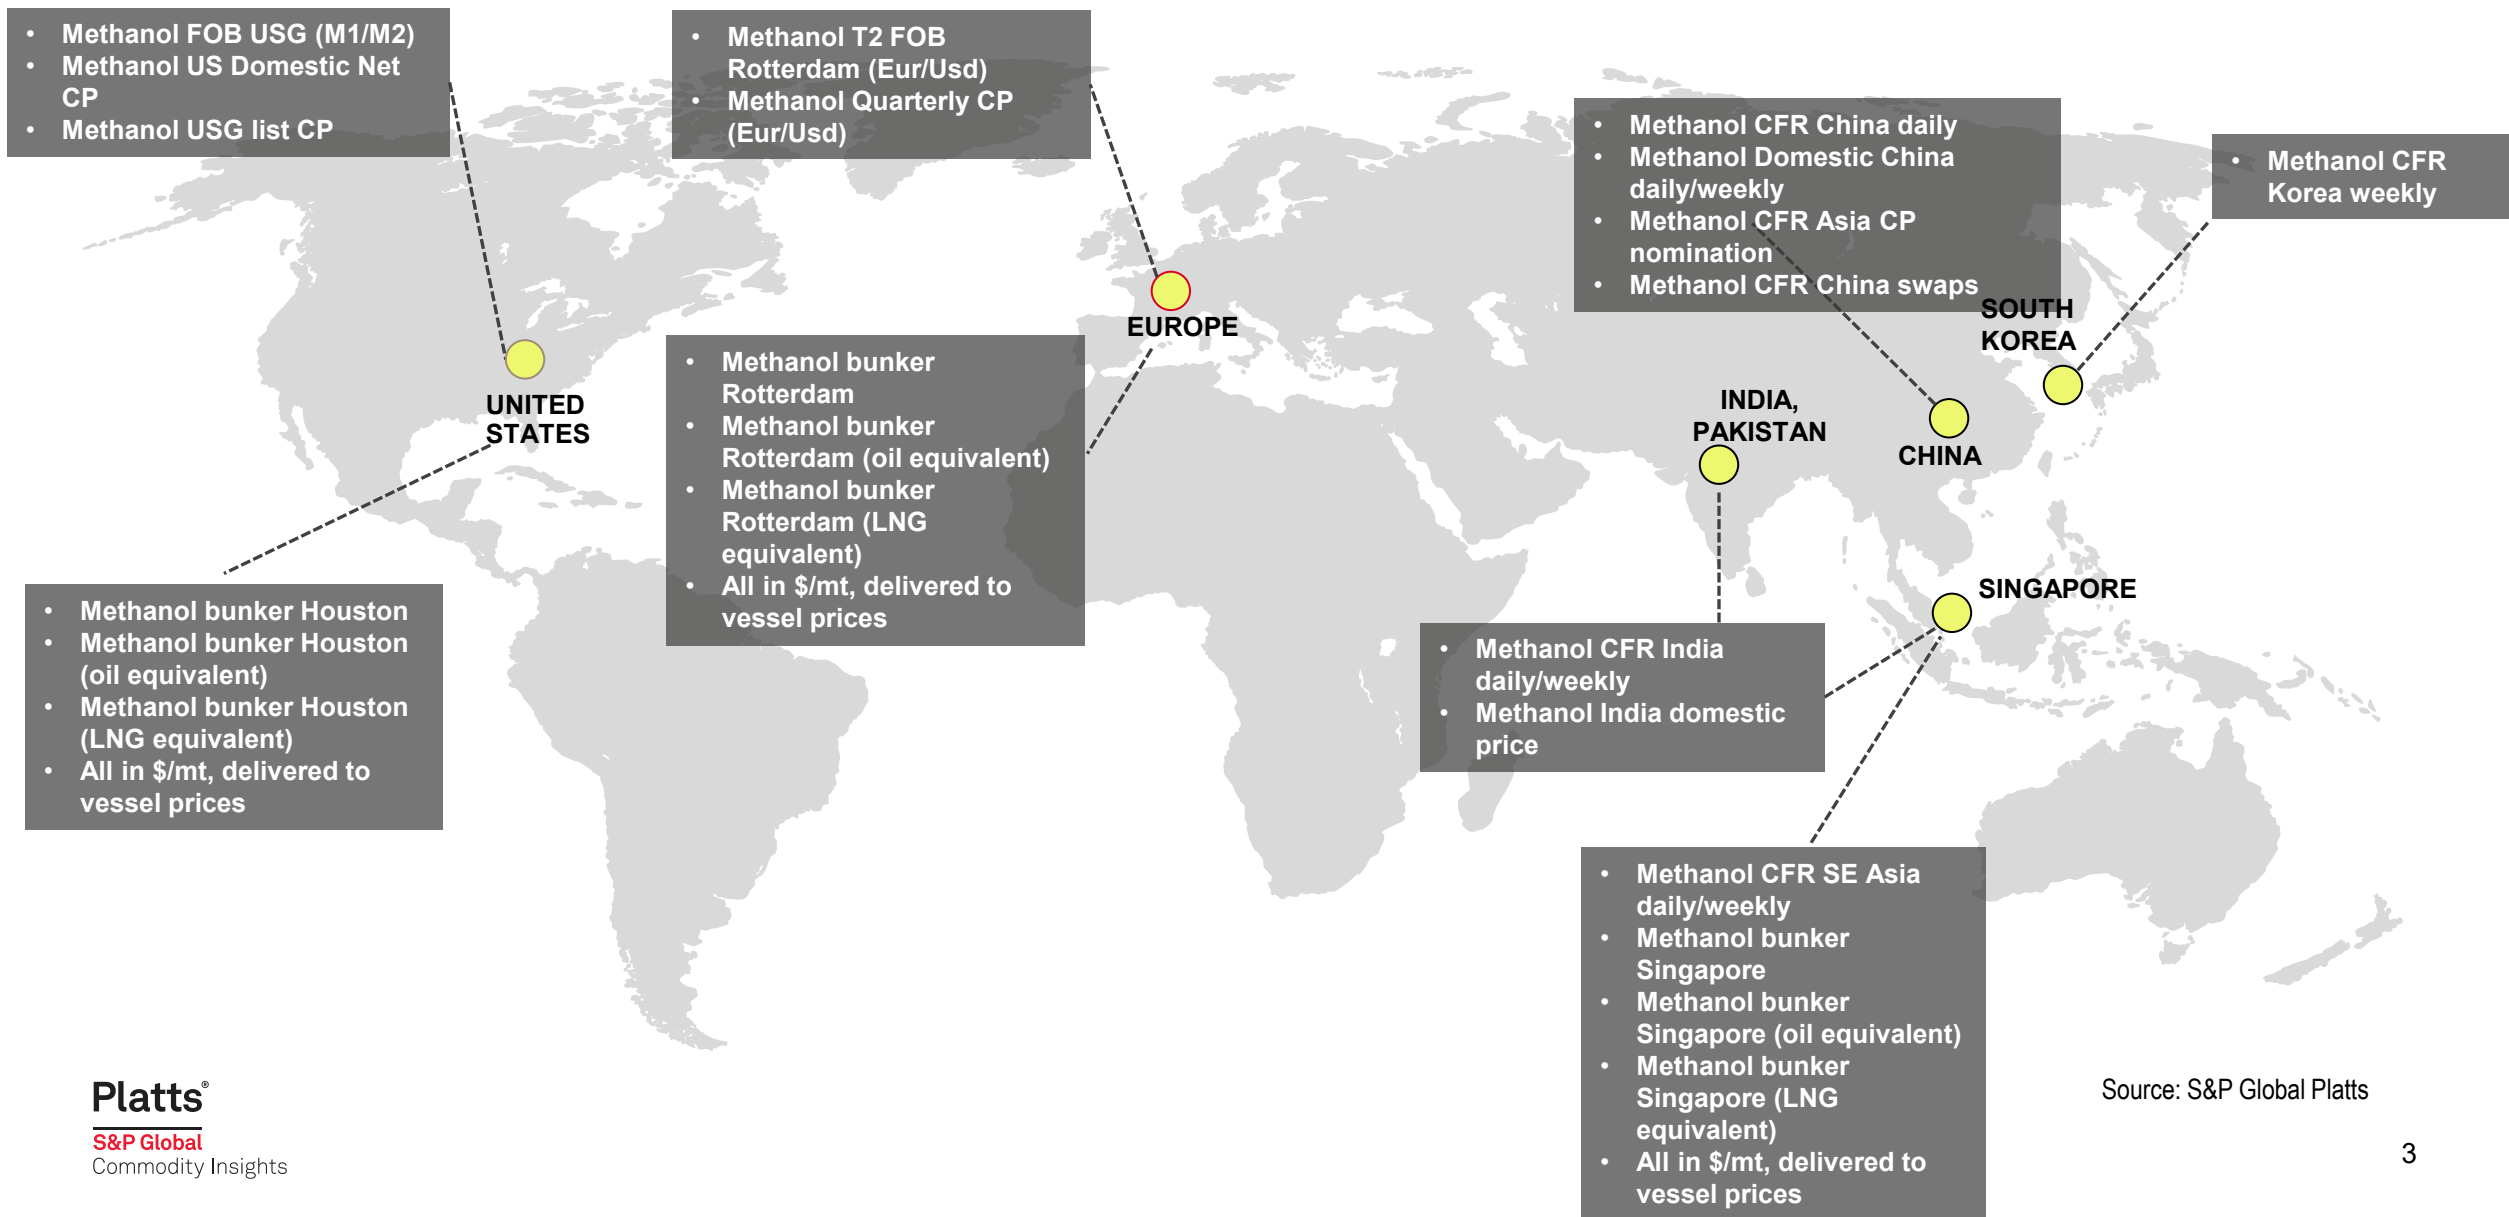 • Methanol FOB USG (M1/M2)
• Methanol US Domestic Net
CP
• Methanol USG list CP
• Methanol T2 FOB
Rotterdam (Eur/Usd)
• Methanol Quarterly CP
(Eur/Usd)
• Methanol CFR China daily
• Methanol Domestic China
daily/weekly
• Methanol CFR Asia CP
nomination
• Methanol CFR China swaps
• Methanol CFR
Korea weekly
SOUTH
KOREA
EUROPE
UNITED
STATES
• Methanol bunker
Rotterdam
• Methanol bunker
Rotterdam (oil equivalent)
• Methanol bunker
Rotterdam (LNG
equivalent)
• All in $/mt, delivered to
vessel prices
INDIA,
PAKISTAN
CHINA
SINGAPORE
• Methanol bunker Houston
• Methanol bunker Houston
(oil equivalent)
• Methanol bunker Houston
(LNG equivalent)
• All in $/mt, delivered to
vessel prices
• Methanol CFR India
daily/weekly
• Methanol India domestic
price
• Methanol CFR SE Asia
daily/weekly
• Methanol bunker
Singapore
• Methanol bunker
Singapore (oil equivalent)
• Methanol bunker
Singapore (LNG
equivalent)
• All in $/mt, delivered to
vessel prices
Platts®
S&P Global
Commodity Insights
Source: S&P Global Platts
3